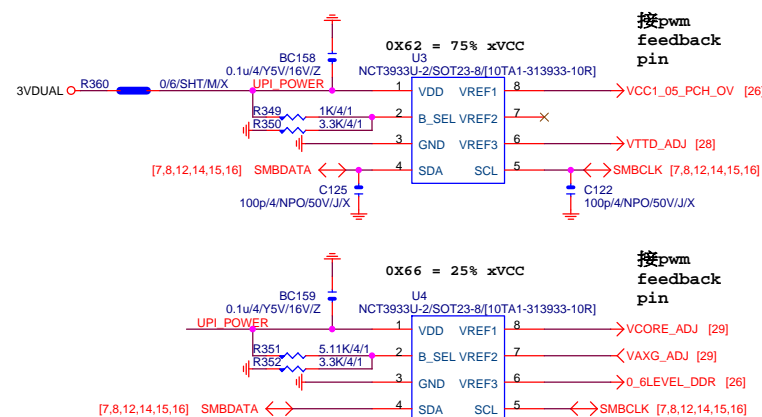 接pwm
feedback
pin
BC158
0.1u/4/Y5V/16V/Z
0X62 = 75% xVCC
U3
NCT3933U-2/SOT23-8/[10TA1-313933-10R]
3VDUAL
R360
0/6/SHT/M/X
UPI_POWER
1
VDD
VREF1
8
VCC1_05_PCH_OV [26]
R349
1K/4/1
2
B_SEL
VREF2
7
R350
3.3K/4/1
3
GND
VREF3
6
VTTD_ADJ [28]
[7,8,12,14,15,16]
SMBDATA
4
SDA
SCL
5
SMBCLK [7,8,12,14,15,16]
C125
100p/4/NPO/50V/J/X
C122
100p/4/NPO/50V/J/X
接pwm
feedback
pin
BC159
0.1u/4/Y5V/16V/Z
0X66 = 25% xVCC
U4
NCT3933U-2/SOT23-8/[10TA1-313933-10R]
UPI_POWER
1
VDD
VREF1
8
VCORE_ADJ [29]
R351
5.11K/4/1
2
B_SEL
VREF2
7
VAXG_ADJ [29]
R352
3.3K/4/1
3
GND
VREF3
6
0_6LEVEL_DDR [26]
[7,8,12,14,15,16]
SMBDATA
4
SDA
SCL
5
SMBCLK [7,8,12,14,15,16]